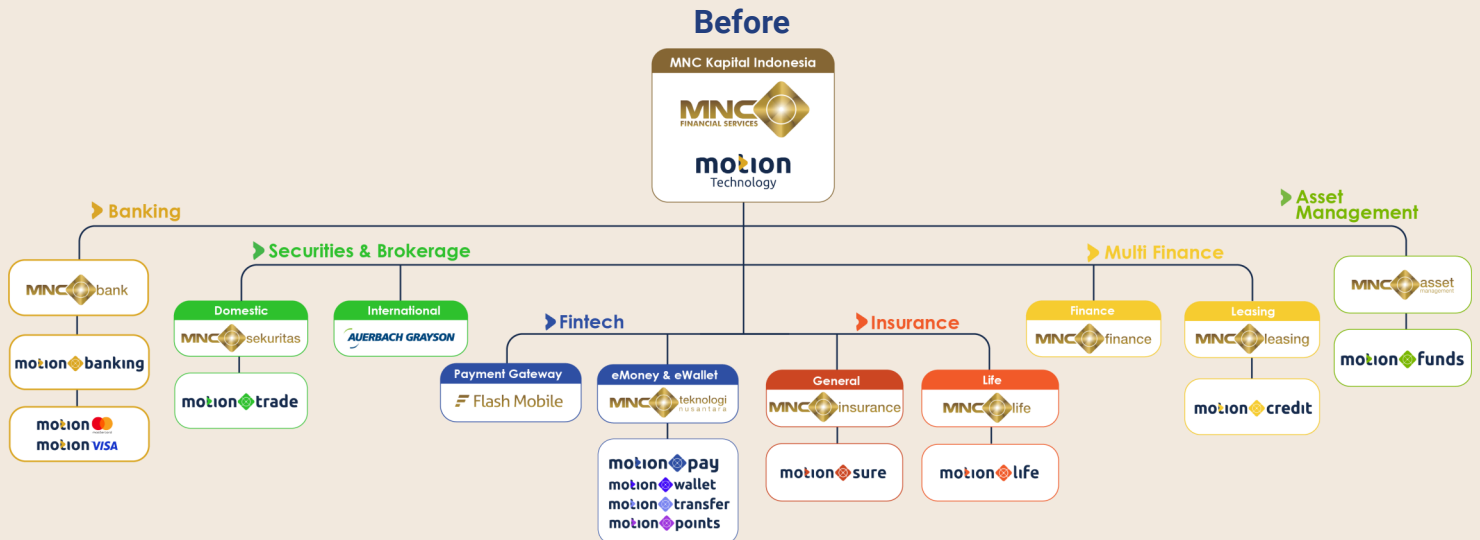 Before
MNC Kapital Indonesia
MNC
FINANCIAL SERVICES
motion
Technology
Banking
MNC bank
motion banking
motion mastercard
motion VISA
Securities & Brokerage
Domestic
MNC sekuritas
motion trade
International
AUERBACH GRAYSON
Fintech
Payment Gateway
Flash Mobile
eMoney & eWallet
MNC teknologi
nusantara
motion pay
motion wallet
motion transfer
motion points
Insurance
General
MNC insurance
motion sure
Life
MNC life
motion life
Multi Finance
Finance
MNC finance
Leasing
MNC leasing
motion credit
Asset
Management
MNC asset
management
motion funds